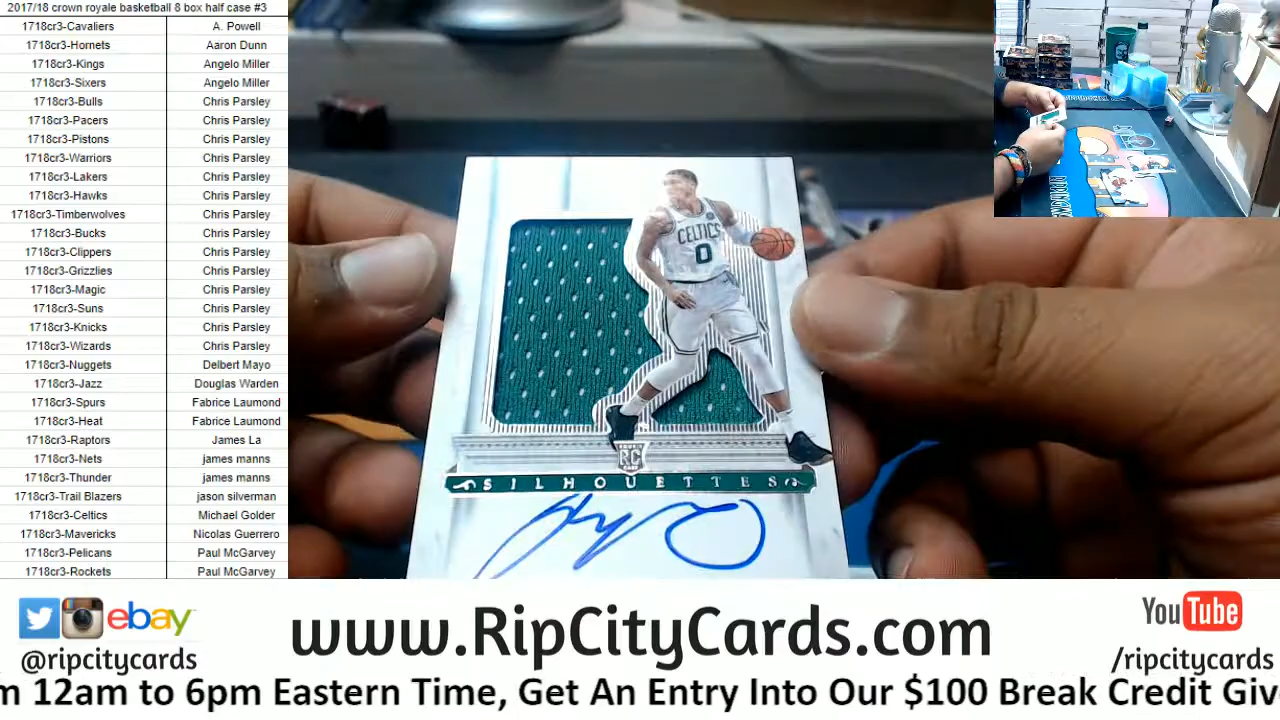 2017/18 crown royale basketball 8 box half case #3
1718cr3-Cavaliers A. Powell
1718cr3-Hornets Aaron Dunn
1718cr3-Kings Angelo Miller
1718cr3-Sixers Angelo Miller
1718cr3-Bulls Chris Parsley
1718cr3-Pacers Chris Parsley
1718cr3-Pistons Chris Parsley
1718cr3-Warriors Chris Parsley
1718cr3-Lakers Chris Parsley
1718cr3-Hawks Chris Parsley
1718cr3-Timberwolves Chris Parsley
1718cr3-Bucks Chris Parsley
1718cr3-Clippers Chris Parsley
1718cr3-Grizzlies Chris Parsley
1718cr3-Magic Chris Parsley
1718cr3-Suns Chris Parsley
1718cr3-Knicks Chris Parsley
1718cr3-Wizards Chris Parsley
1718cr3-Nuggets Delbert Mayo
1718cr3-Jazz Douglas Warden
1718cr3-Spurs Fabrice Laumond
1718cr3-Heat Fabrice Laumond
1718cr3-Raptors James La
1718cr3-Nets james manns
1718cr3-Thunder james manns
1718cr3-Trail Blazers jason silverman
1718cr3-Celtics Michael Golder
1718cr3-Mavericks Nicolas Guerrero
1718cr3-Pelicans Paul McGarvey
1718cr3-Rockets Paul McGarvey
CELTICS
0
RC
SILHOUETTES
ebay
@ripcitycards
www.RipCityCards.com
YouTube
/ripcitycards
m 12am to 6pm Eastern Time, Get An Entry Into Our $100 Break Credit Giv